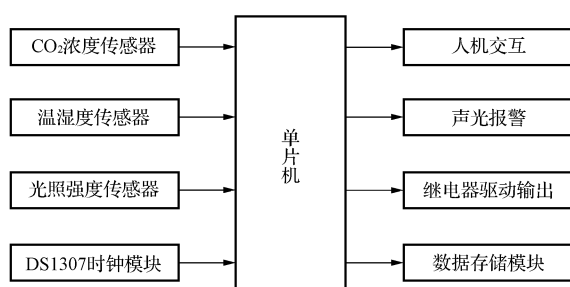 CO₂浓度传感器
温湿度传感器
光照强度传感器
DS1307时钟模块
单片机
人机交互
声光报警
继电器驱动输出
数据存储模块